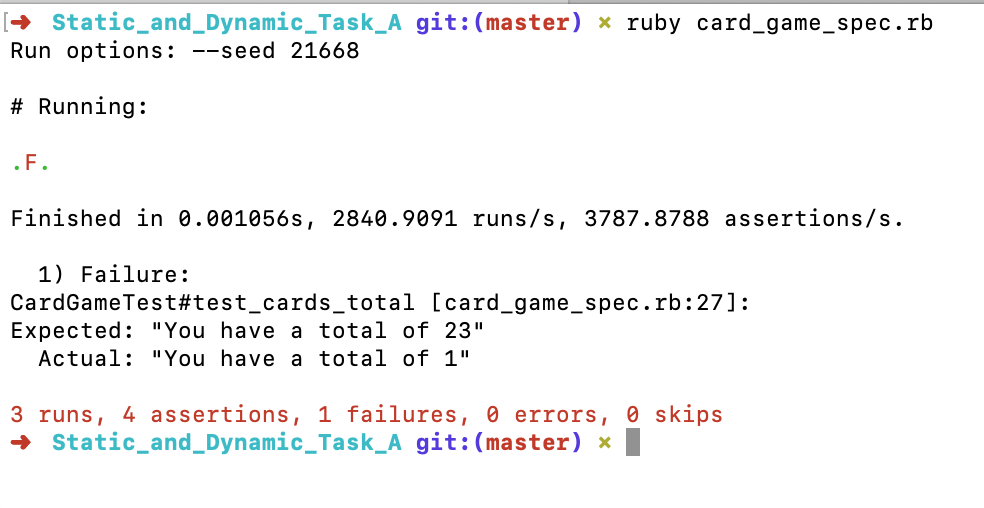 [➜ Static_and_Dynamic_Task_A git:(master) ✗ ruby card_game_spec.rb
Run options: --seed 21668
# Running:
.F.
Finished in 0.001056s, 2840.9091 runs/s, 3787.8788 assertions/s.
1) Failure:
CardGameTest#test_cards_total [card_game_spec.rb:27]:
Expected: "You have a total of 23"
Actual: "You have a total of 1"
3 runs, 4 assertions, 1 failures, 0 errors, 0 skips
➜ Static_and_Dynamic_Task_A git:(master) ✗